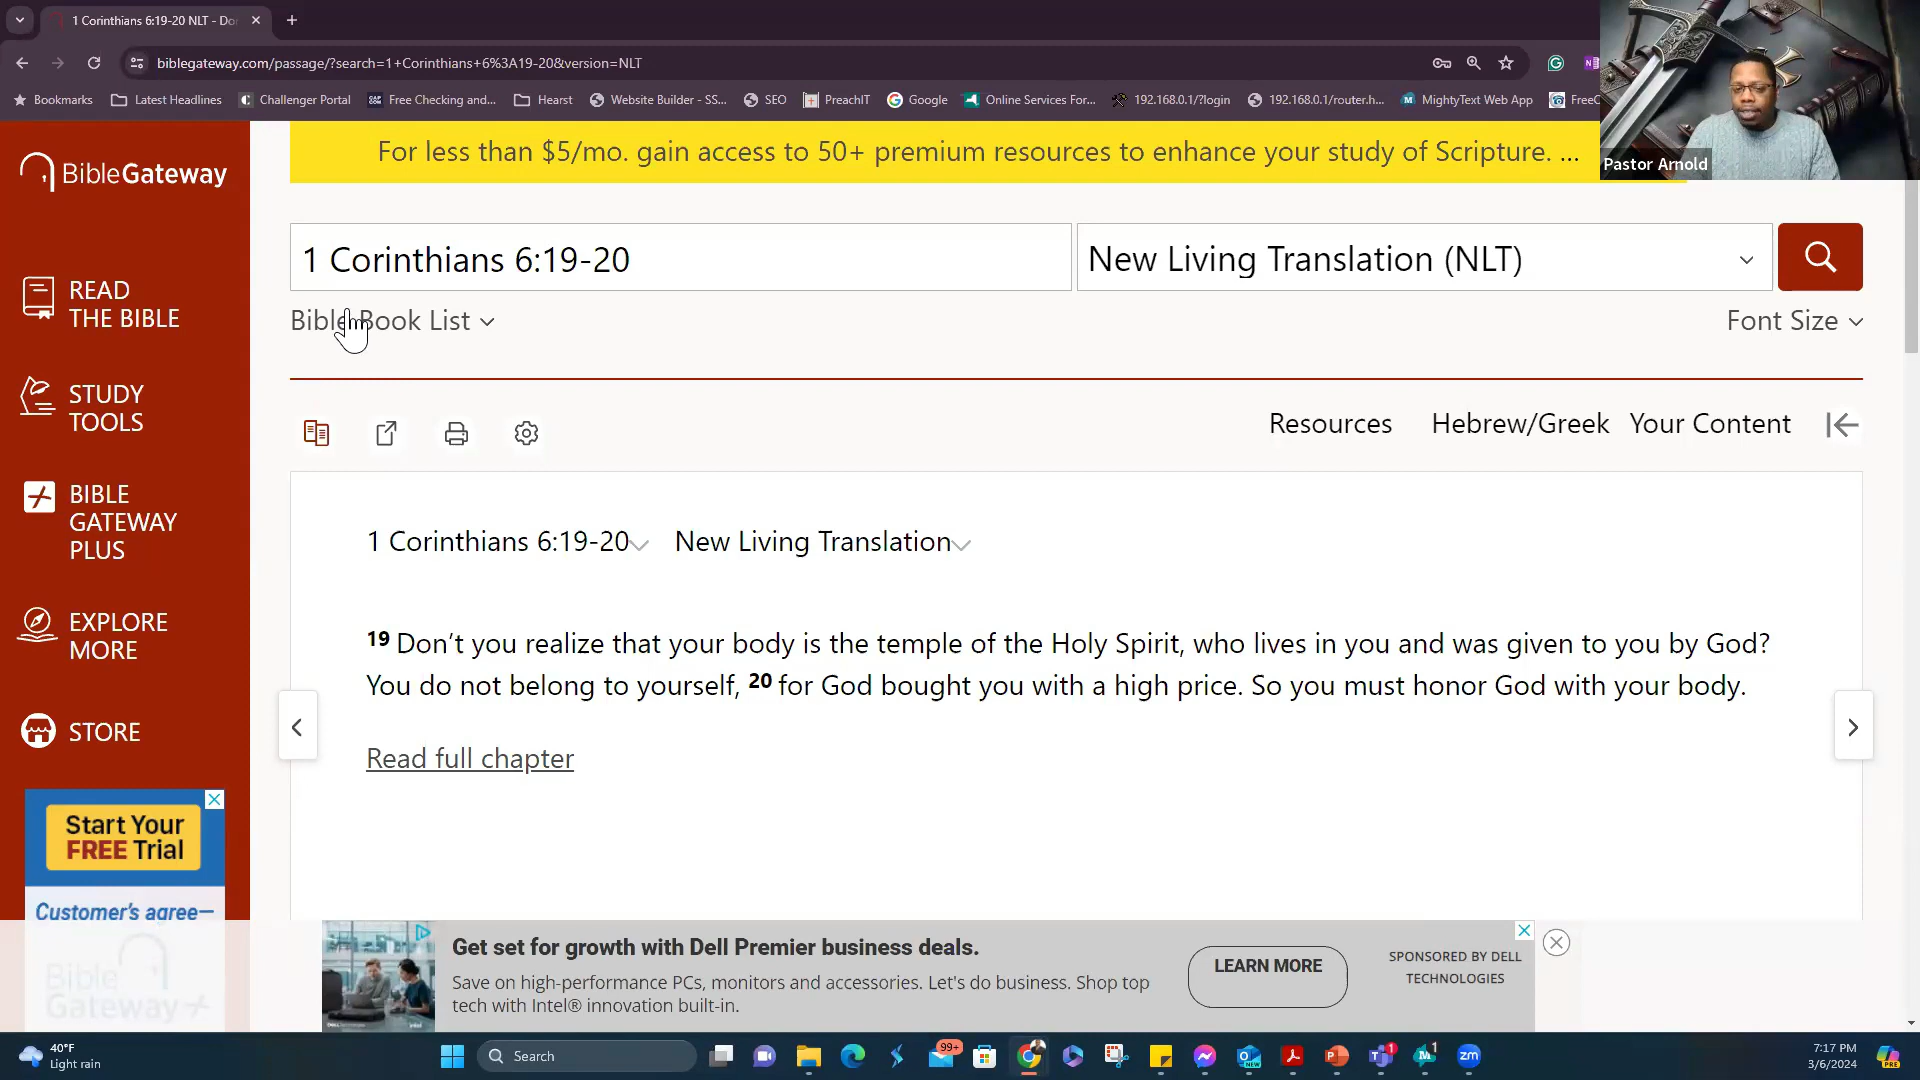 1 Corinthians 6:19-20 NLT - Do
biblegateway.com/passage/?search=1+Corinthians+6%3A19-20&version=NLT
Bookmarks Latest Headlines Challenger Portal Free Checking and... Hearst Website Builder - SS... SEO PreachIT Google Online Services For... 192.168.0.1/?login 192.168.0.1/router.h... MightyText Web App FreeC
Pastor Arnold
BibleGateway
For less than $5/mo. gain access to 50+ premium resources to enhance your study of Scripture. ...
1 Corinthians 6:19-20 New Living Translation (NLT)
Bible Book List Font Size
READ
THE BIBLE
STUDY
TOOLS
BIBLE
GATEWAY
PLUS
EXPLORE
MORE
STORE
Resources Hebrew/Greek Your Content
1 Corinthians 6:19-20 New Living Translation
19 Don't you realize that your body is the temple of the Holy Spirit, who lives in you and was given to you by God?
You do not belong to yourself, 20 for God bought you with a high price. So you must honor God with your body.
Read full chapter
Start Your
FREE Trial
Customer's agree—
Bible
Gateway+
Get set for growth with Dell Premier business deals.
Save on high-performance PCs, monitors and accessories. Let's do business. Shop top
tech with Intel® innovation built-in.
LEARN MORE
SPONSORED BY DELL
TECHNOLOGIES
40°F
Light rain
Search
99+
1
1
zm
7:17 PM
3/6/2024